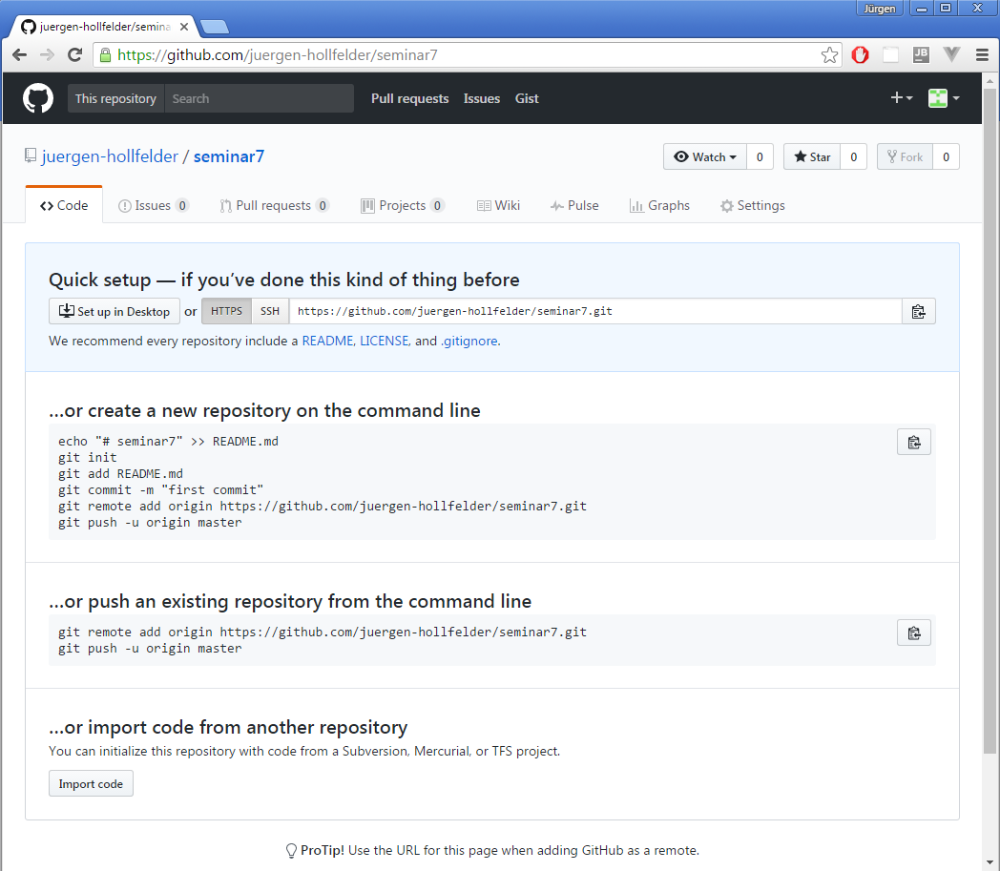 Jürgen
juergen-hollfelder/semina
https://github.com/juergen-hollfelder/seminar7
JB
This repository Search Pull requests Issues Gist
juergen-hollfelder / seminar7
Watch 0 Star 0 Fork 0
Code Issues 0 Pull requests 0 Projects 0 Wiki Pulse Graphs Settings
Quick setup — if you’ve done this kind of thing before
Set up in Desktop or HTTPS SSH https://github.com/juergen-hollfelder/seminar7.git
We recommend every repository include a README, LICENSE, and .gitignore.
…or create a new repository on the command line
echo "# seminar7" >> README.md
git init
git add README.md
git commit -m "first commit"
git remote add origin https://github.com/juergen-hollfelder/seminar7.git
git push -u origin master
…or push an existing repository from the command line
git remote add origin https://github.com/juergen-hollfelder/seminar7.git
git push -u origin master
…or import code from another repository
You can initialize this repository with code from a Subversion, Mercurial, or TFS project.
Import code
ProTip! Use the URL for this page when adding GitHub as a remote.